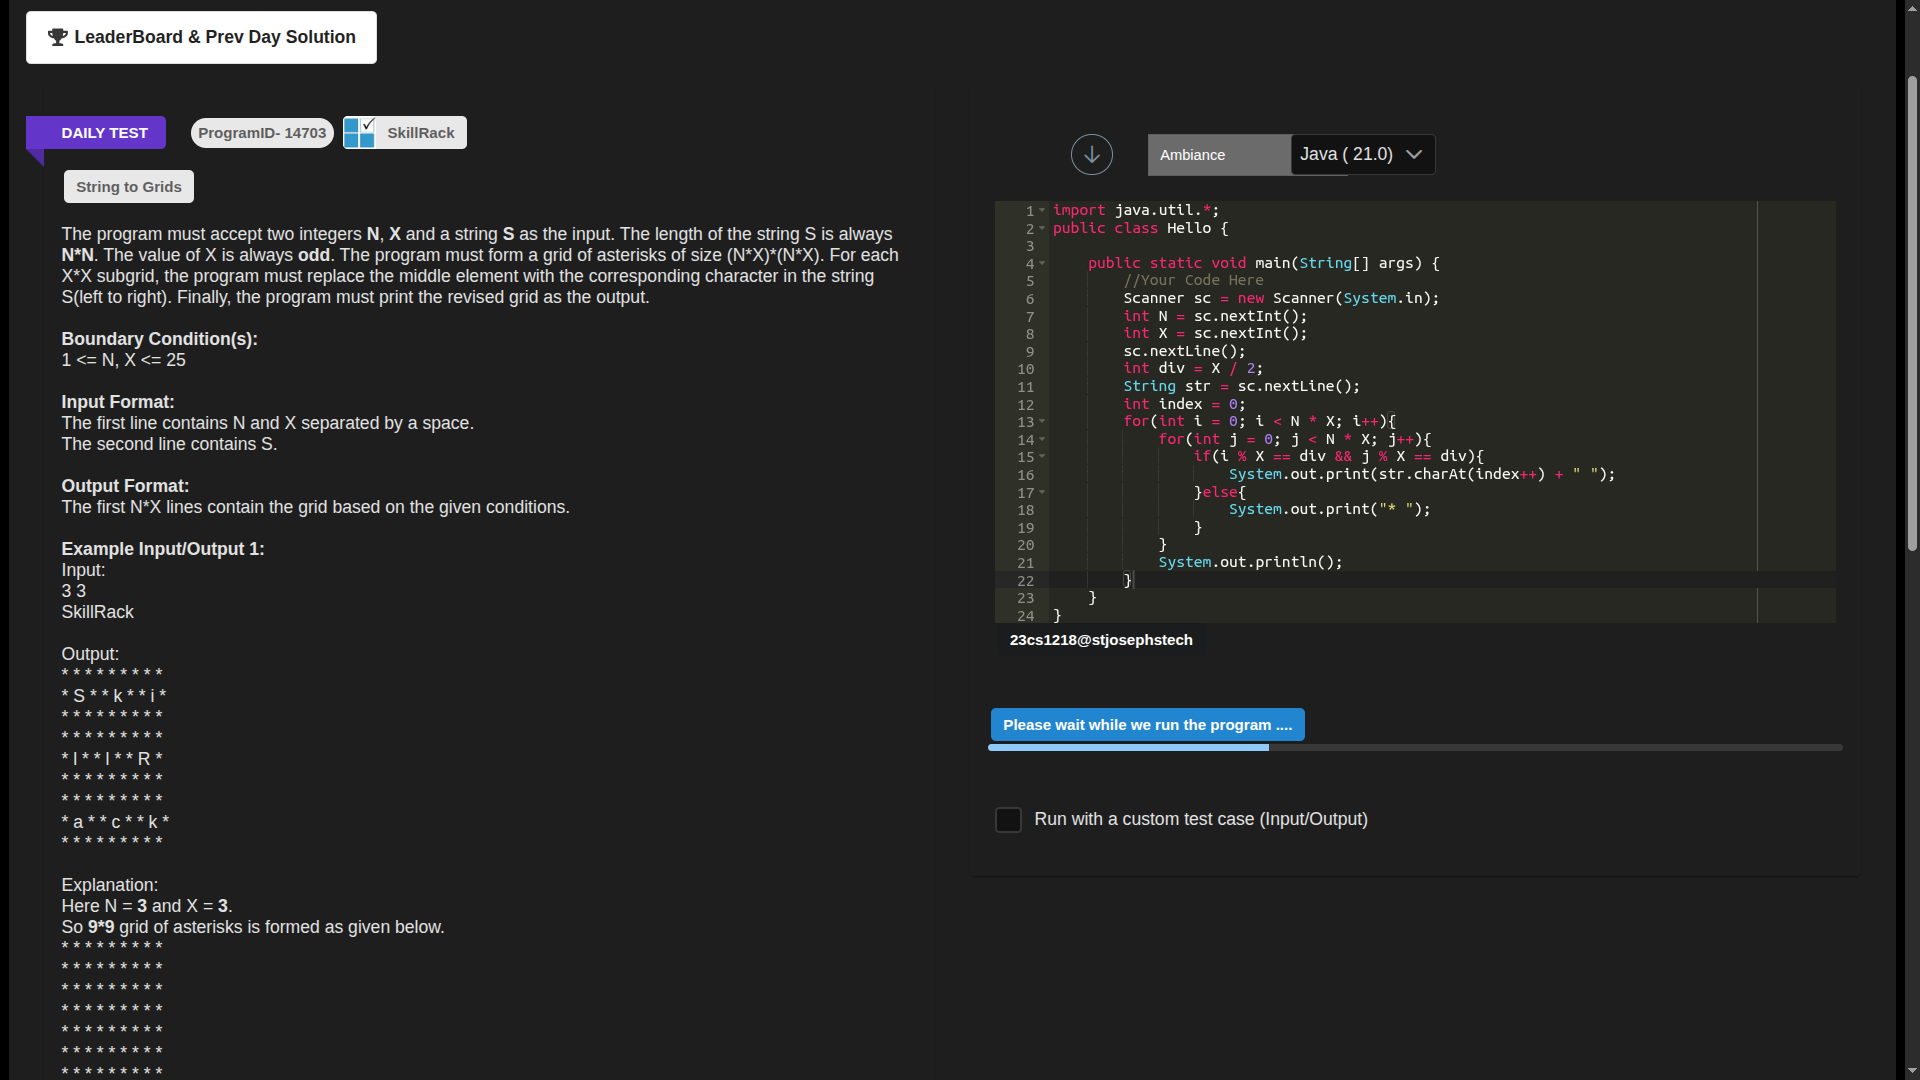 LeaderBoard & Prev Day Solution
DAILY TEST
ProgramID- 14703
SkillRack
String to Grids
The program must accept two integers N, X and a string S as the input. The length of the string S is always
N*N. The value of X is always odd. The program must form a grid of asterisks of size (N*X)*(N*X). For each
X*X subgrid, the program must replace the middle element with the corresponding character in the string
S(left to right). Finally, the program must print the revised grid as the output.
Boundary Condition(s):
1 <= N, X <= 25
Input Format:
The first line contains N and X separated by a space.
The second line contains S.
Output Format:
The first N*X lines contain the grid based on the given conditions.
Example Input/Output 1:
Input:
3 3
SkillRack
Output:
* * * * * * * * *
* S * * k * * i *
* * * * * * * * *
* * * * * * * * *
* l * * l * * R *
* * * * * * * * *
* * * * * * * * *
* a * * c * * k *
* * * * * * * * *
Explanation:
Here N = 3 and X = 3.
So 9*9 grid of asterisks is formed as given below.
* * * * * * * * *
* * * * * * * * *
* * * * * * * * *
* * * * * * * * *
* * * * * * * * *
* * * * * * * * *
* * * * * * * * *
Ambiance
Java ( 21.0)
1 import java.util.*;
2 public class Hello {
3
4     public static void main(String[] args) {
5         //Your Code Here
6         Scanner sc = new Scanner(System.in);
7         int N = sc.nextInt();
8         int X = sc.nextInt();
9         sc.nextLine();
10         int div = X / 2;
11         String str = sc.nextLine();
12         int index = 0;
13         for(int i = 0; i < N * X; i++){
14             for(int j = 0; j < N * X; j++){
15                 if(i % X == div && j % X == div){
16                     System.out.print(str.charAt(index++) + " ");
17                 }else{
18                     System.out.print("* ");
19                 }
20             }
21             System.out.println();
22         }
23     }
24 }
23cs1218@stjosephstech
Please wait while we run the program ....
Run with a custom test case (Input/Output)